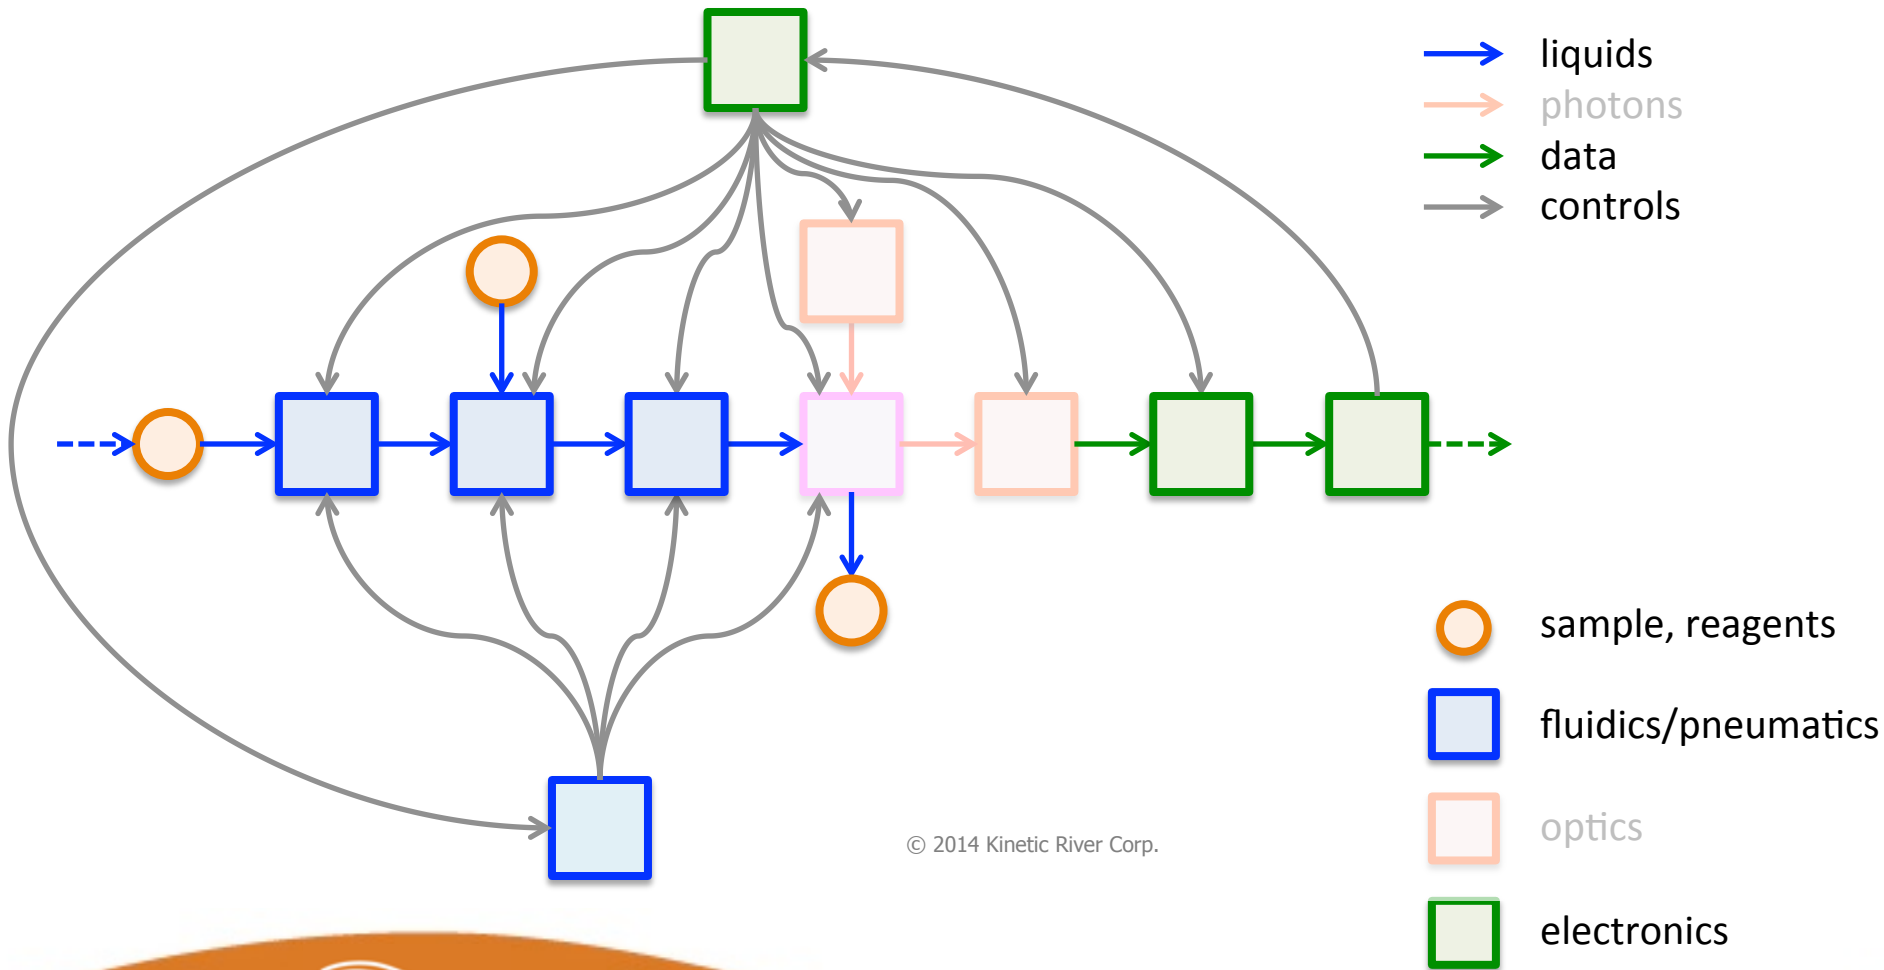 liquids
photons
data
controls
sample, reagents
fluidics/pneumatics
optics
electronics
© 2014 Kinetic River Corp.